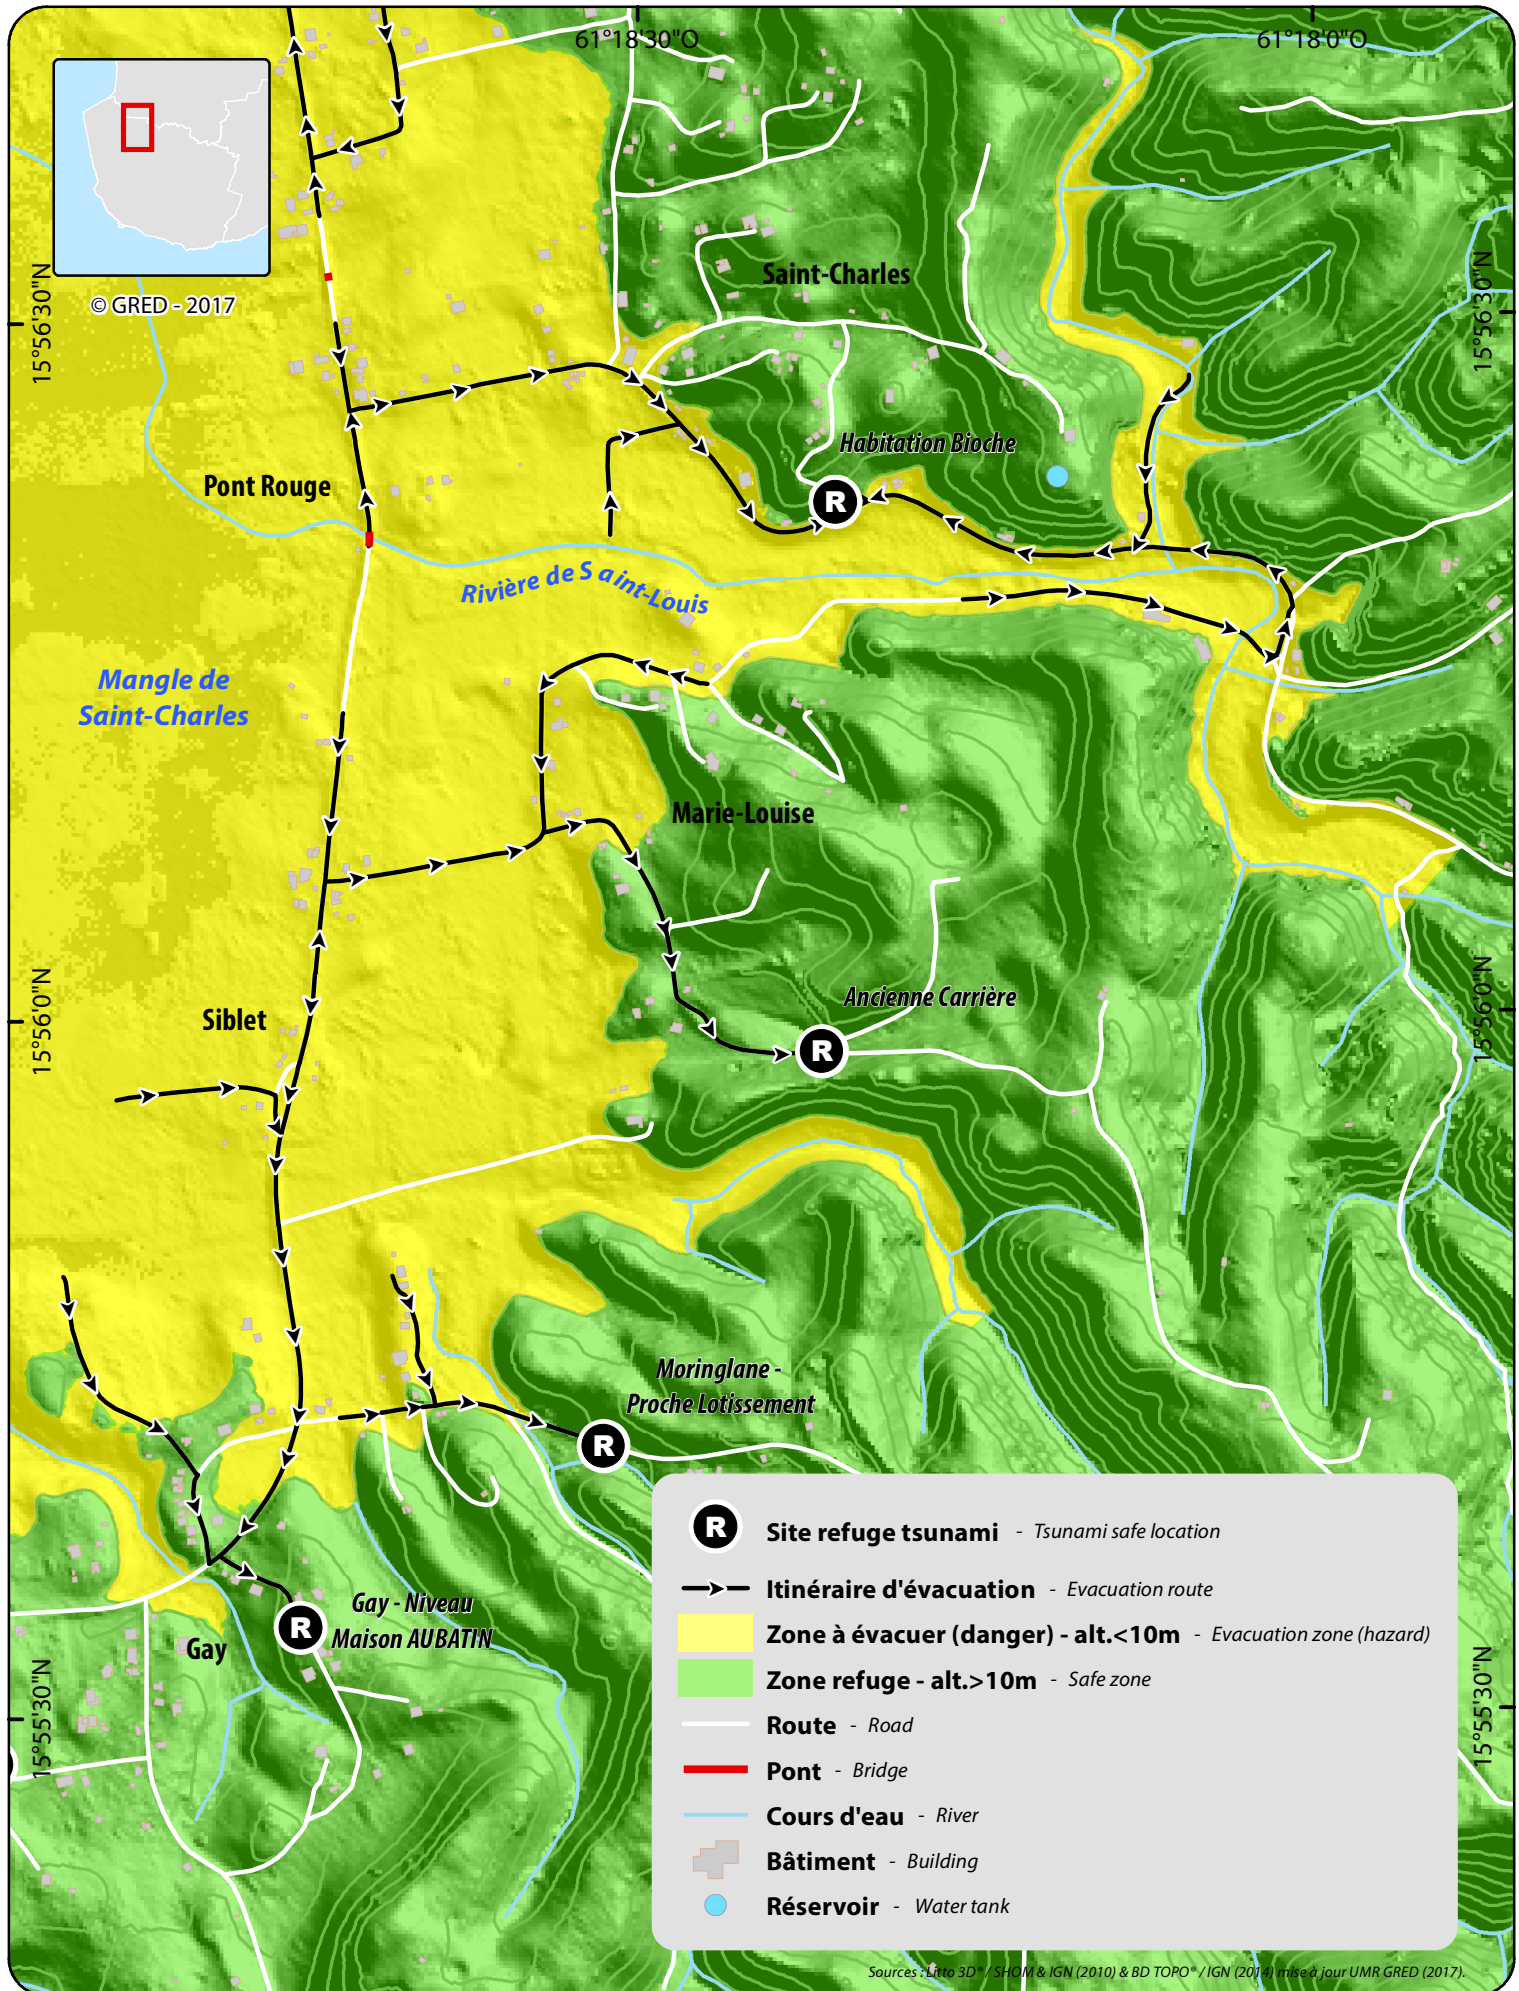 61°18'30"O
61°18'0"O
© GRED - 2017
15°56'30"N
15°56'30"N
Saint-Charles
Habitation Bioche
Pont Rouge
Rivière de Saint-Louis
Mangle de
Saint-Charles
Marie-Louise
Ancienne Carrière
15°56'0"N
15°56'0"N
Siblet
Moringlane -
Proche Lotissement
Gay - Niveau
Maison AUBATIN
Gay
15°55'30"N
15°55'30"N
R
R
R
R
R Site refuge tsunami - Tsunami safe location
Itinéraire d'évacuation - Evacuation route
Zone à évacuer (danger) - alt.<10m - Evacuation zone (hazard)
Zone refuge - alt.>10m - Safe zone
Route - Road
Pont - Bridge
Cours d'eau - River
Bâtiment - Building
Réservoir - Water tank
Sources : Litto 3D® / SHOM & IGN (2010) & BD TOPO® / IGN (2014) mise à jour UMR GRED (2017).